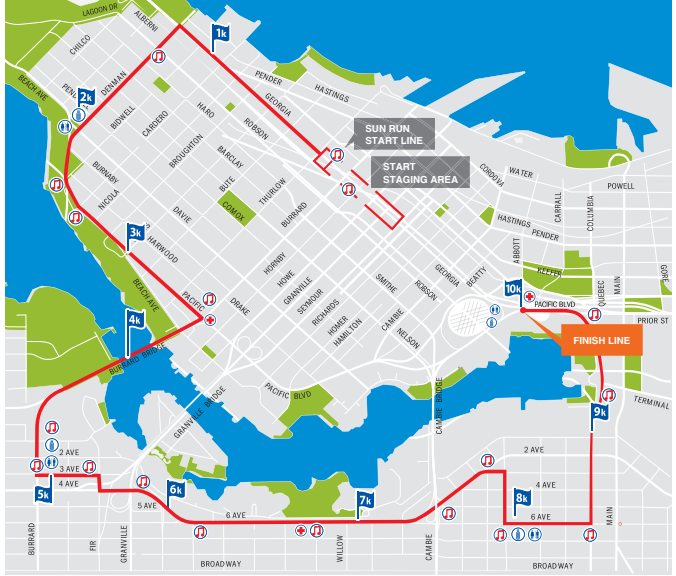 LAGOON DR
ALBERNI
1k
CHILCO
PENDER
HASTINGS
DENMAN
BEACH AVE
2k
GEORGIA
BIDWELL
CARDERO
HARO
ROBSON
SUN RUN
START LINE
BROUGHTON
BARCLAY
START
STAGING AREA
CORDOVA
WATER
POWELL
BURNABY
NICOLA
BUTE
THURLOW
COMOX
BURRARD
DAVIE
CARRALL
COLUMBIA
HASTINGS
PENDER
3k
HARWOOD
ABBOTT
HORNBY
HOWE
GRANVILLE
SEYMOUR
RICHARDS
HOMER
HAMILTON
SMITHE
ROBSON
GEORGIA
BEATTY
KEEFER
GORE
QUEBEC
MAIN
10k
PACIFIC BLVD
BEACH AVE
PACIFIC
DRAKE
CAMBIE
NELSON
PRIOR ST
4k
FINISH LINE
BURRARD BRIDGE
GRANVILLE BRIDGE
PACIFIC BLVD
CAMBIE BRIDGE
TERMINAL
9k
2 AVE
3 AVE
4 AVE
5k
5 AVE
6k
6 AVE
7k
2 AVE
4 AVE
8k
6 AVE
MAIN
BURRARD
FIR
GRANVILLE
WILLOW
CAMBIE
BROADWAY
BROADWAY